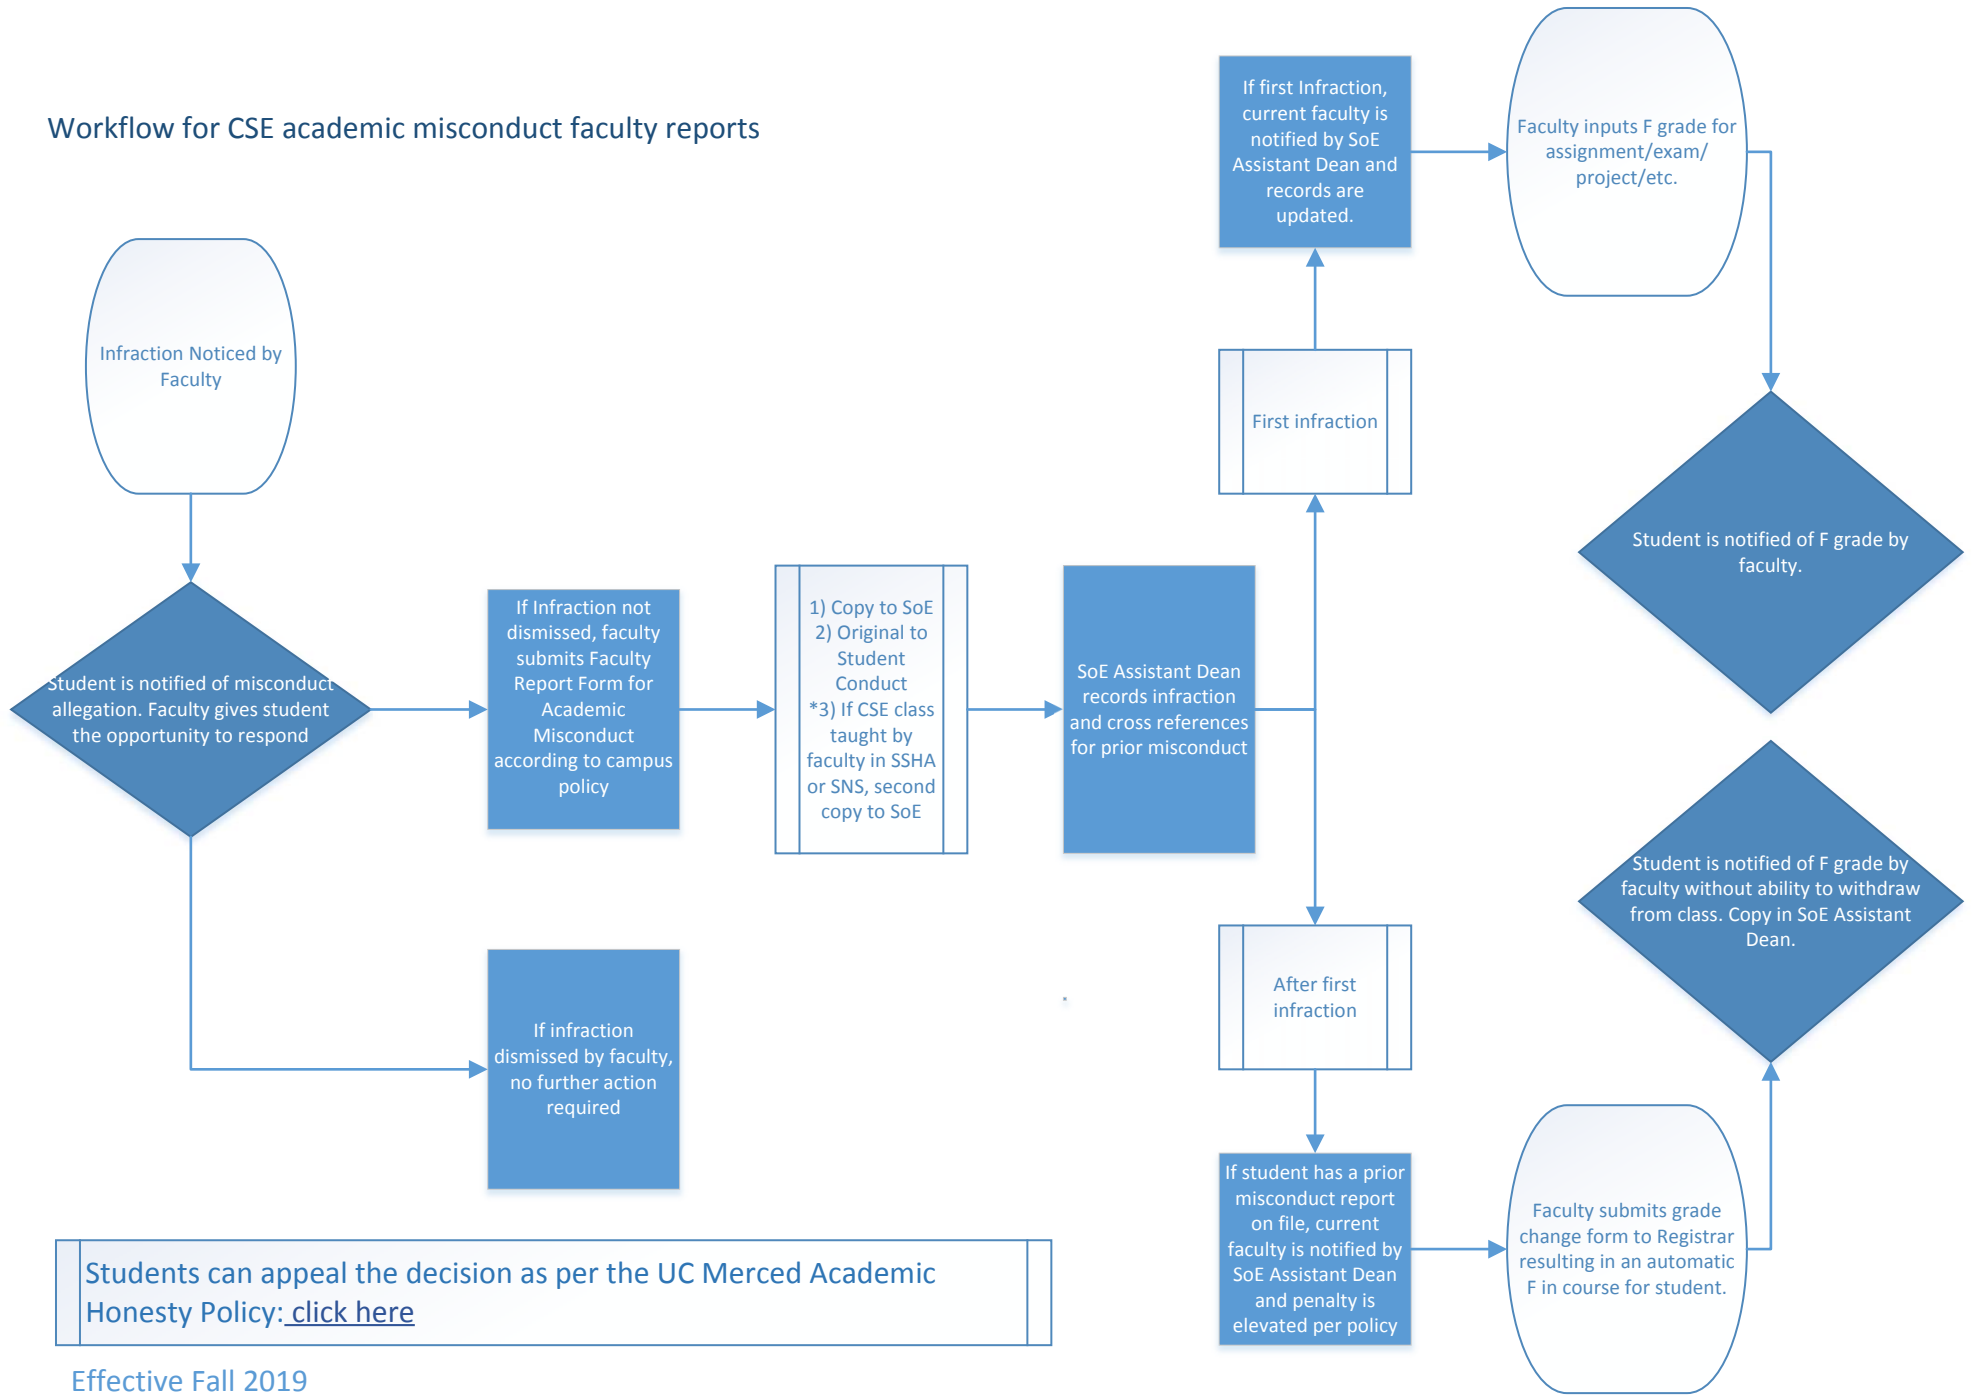 Workflow for CSE academic misconduct faculty reports
Infraction Noticed by
Faculty
Student is notified of misconduct
allegation. Faculty gives student
the opportunity to respond
If Infraction not
dismissed, faculty
submits Faculty
Report Form for
Academic
Misconduct
according to campus
policy
If infraction
dismissed by faculty,
no further action
required
1) Copy to SoE
2) Original to
Student
Conduct
*3) If CSE class
taught by
faculty in SSHA
or SNS, second
copy to SoE
SoE Assistant Dean
records infraction
and cross references
for prior misconduct
First infraction
If first Infraction,
current faculty is
notified by SoE
Assistant Dean and
records are
updated.
Faculty inputs F grade for
assignment/exam/
project/etc.
Student is notified of F grade by
faculty.
After first
infraction
If student has a prior
misconduct report
on file, current
faculty is notified by
SoE Assistant Dean
and penalty is
elevated per policy
Faculty submits grade
change form to Registrar
resulting in an automatic
F in course for student.
Student is notified of F grade by
faculty without ability to withdraw
from class. Copy in SoE Assistant
Dean.
Students can appeal the decision as per the UC Merced Academic
Honesty Policy: click here
Effective Fall 2019